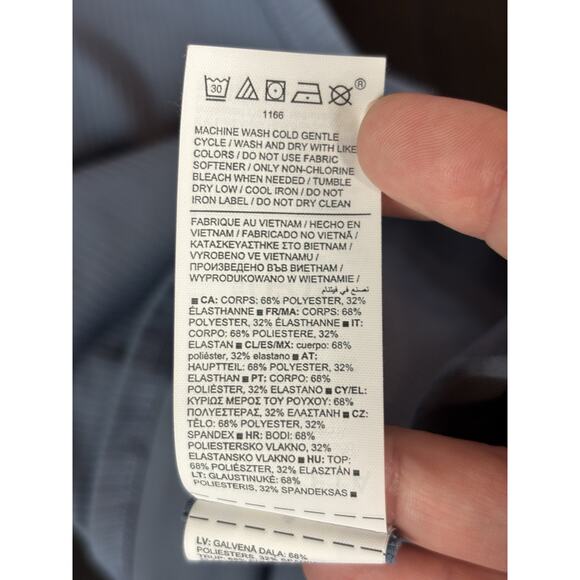 30
®
1166
MACHINE WASH COLD GENTLE
CYCLE / WASH AND DRY WITH LIKE
COLORS / DO NOT USE FABRIC
SOFTENER / ONLY NON-CHLORINE
BLEACH WHEN NEEDED / TUMBLE
DRY LOW / COOL IRON / DO NOT
IRON LABEL / DO NOT DRY CLEAN
FABRIQUE AU VIETNAM / HECHO EN
VIETNAM / FABRICADO NO VIETNÃ /
ΚΑΤΑΣΚΕΥΑΣΤΗΚΕ ΣΤΟ ΒΙΕΤΝΑΜ /
VYROBENO VE VIETNAMU /
ПРОИЗВЕДЕНО ВЪВ ВИЕТНАМ /
WYPRODUKOWANO W WIETNAMIE /
تصنع في فيتنام
■ CA: CORPS: 68% POLYESTER, 32%
ÉLASTHANNE ■ FR/MA: CORPS: 68%
POLYESTER, 32% ÉLASTHANNE ■ IT:
CORPO: 68% POLIESTERE, 32%
ELASTAN ■ CL/ES/MX: cuerpo: 68%
poliéster, 32% elastano ■ AT:
HAUPTTEIL: 68% POLYESTER, 32%
ELASTHAN ■ PT: CORPO: 68%
POLIÉSTER, 32% ELASTANO ■ CY/EL:
ΚΥΡΙΩΣ ΜΕΡΟΣ ΤΟΥ ΡΟΥΧΟΥ: 68%
ΠΟΛΥΕΣΤΕΡΑΣ, 32% ΕΛΑΣΤΑΝΗ ■ CZ:
TĚLO: 68% POLYESTER, 32%
SPANDEX ■ HR: BODI: 68%
POLIESTERSKO VLAKNO, 32%
ELASTANSKO VLAKNO ■ HU: TOP:
68% POLIÉSZTER, 32% ELASZTÁN ■
LT: GLAUSTINUKĖ: 68%
POLIESTERIS, 32% SPANDEKSAS ■
LV: GALVENĀ DAĻA: 68%
POLIESTERS, 32%